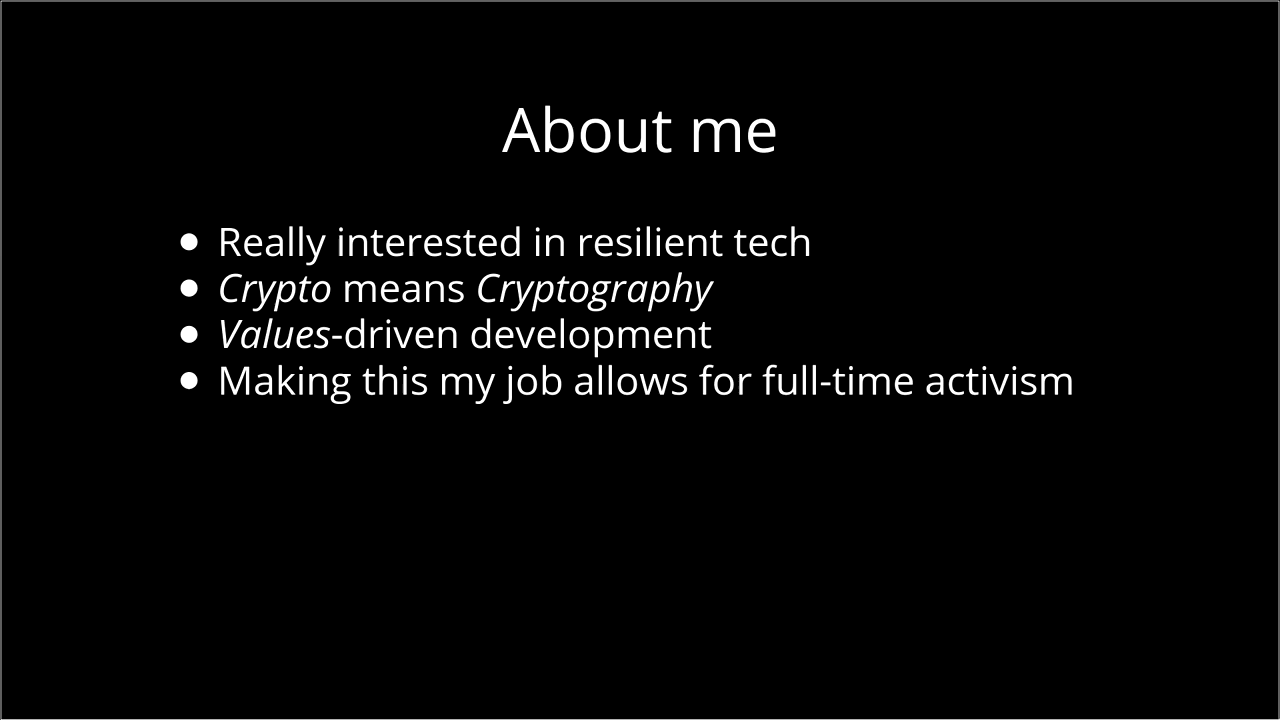 About me
● Really interested in resilient tech
● Crypto means Cryptography
● Values-driven development
● Making this my job allows for full-time activism